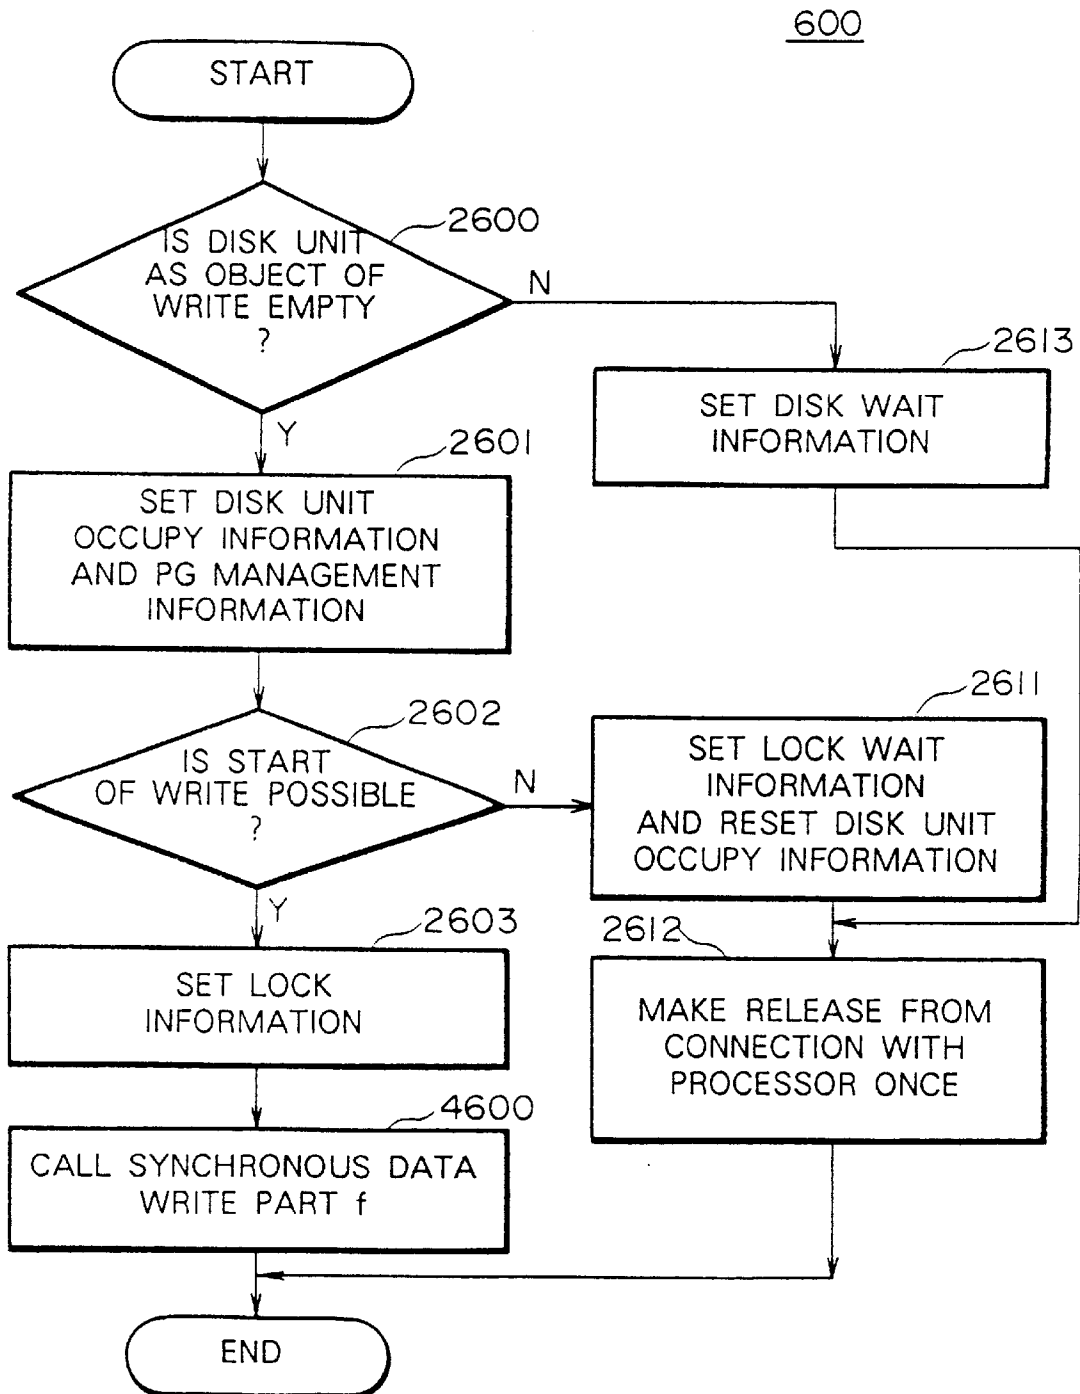 600
START
2600
IS DISK UNIT
AS OBJECT OF
WRITE EMPTY
?
N
Y
2613
SET DISK WAIT
INFORMATION
2601
SET DISK UNIT
OCCUPY INFORMATION
AND PG MANAGEMENT
INFORMATION
2602
IS START
OF WRITE POSSIBLE
?
N
Y
2611
SET LOCK WAIT
INFORMATION
AND RESET DISK UNIT
OCCUPY INFORMATION
2603
SET LOCK
INFORMATION
2612
MAKE RELEASE FROM
CONNECTION WITH
PROCESSOR ONCE
4600
CALL SYNCHRONOUS DATA
WRITE PART f
END